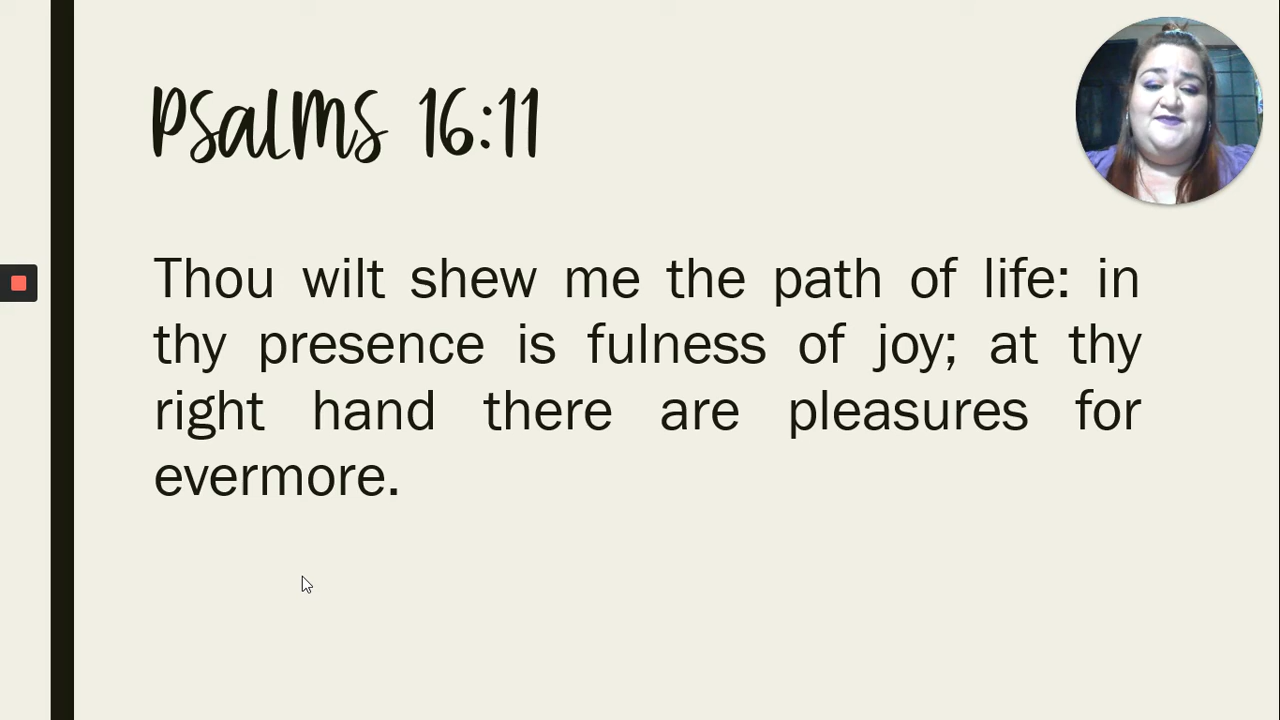 Psalms 16:11
Thou wilt shew me the path of life: in
thy presence is fulness of joy; at thy
right hand there are pleasures for
evermore.